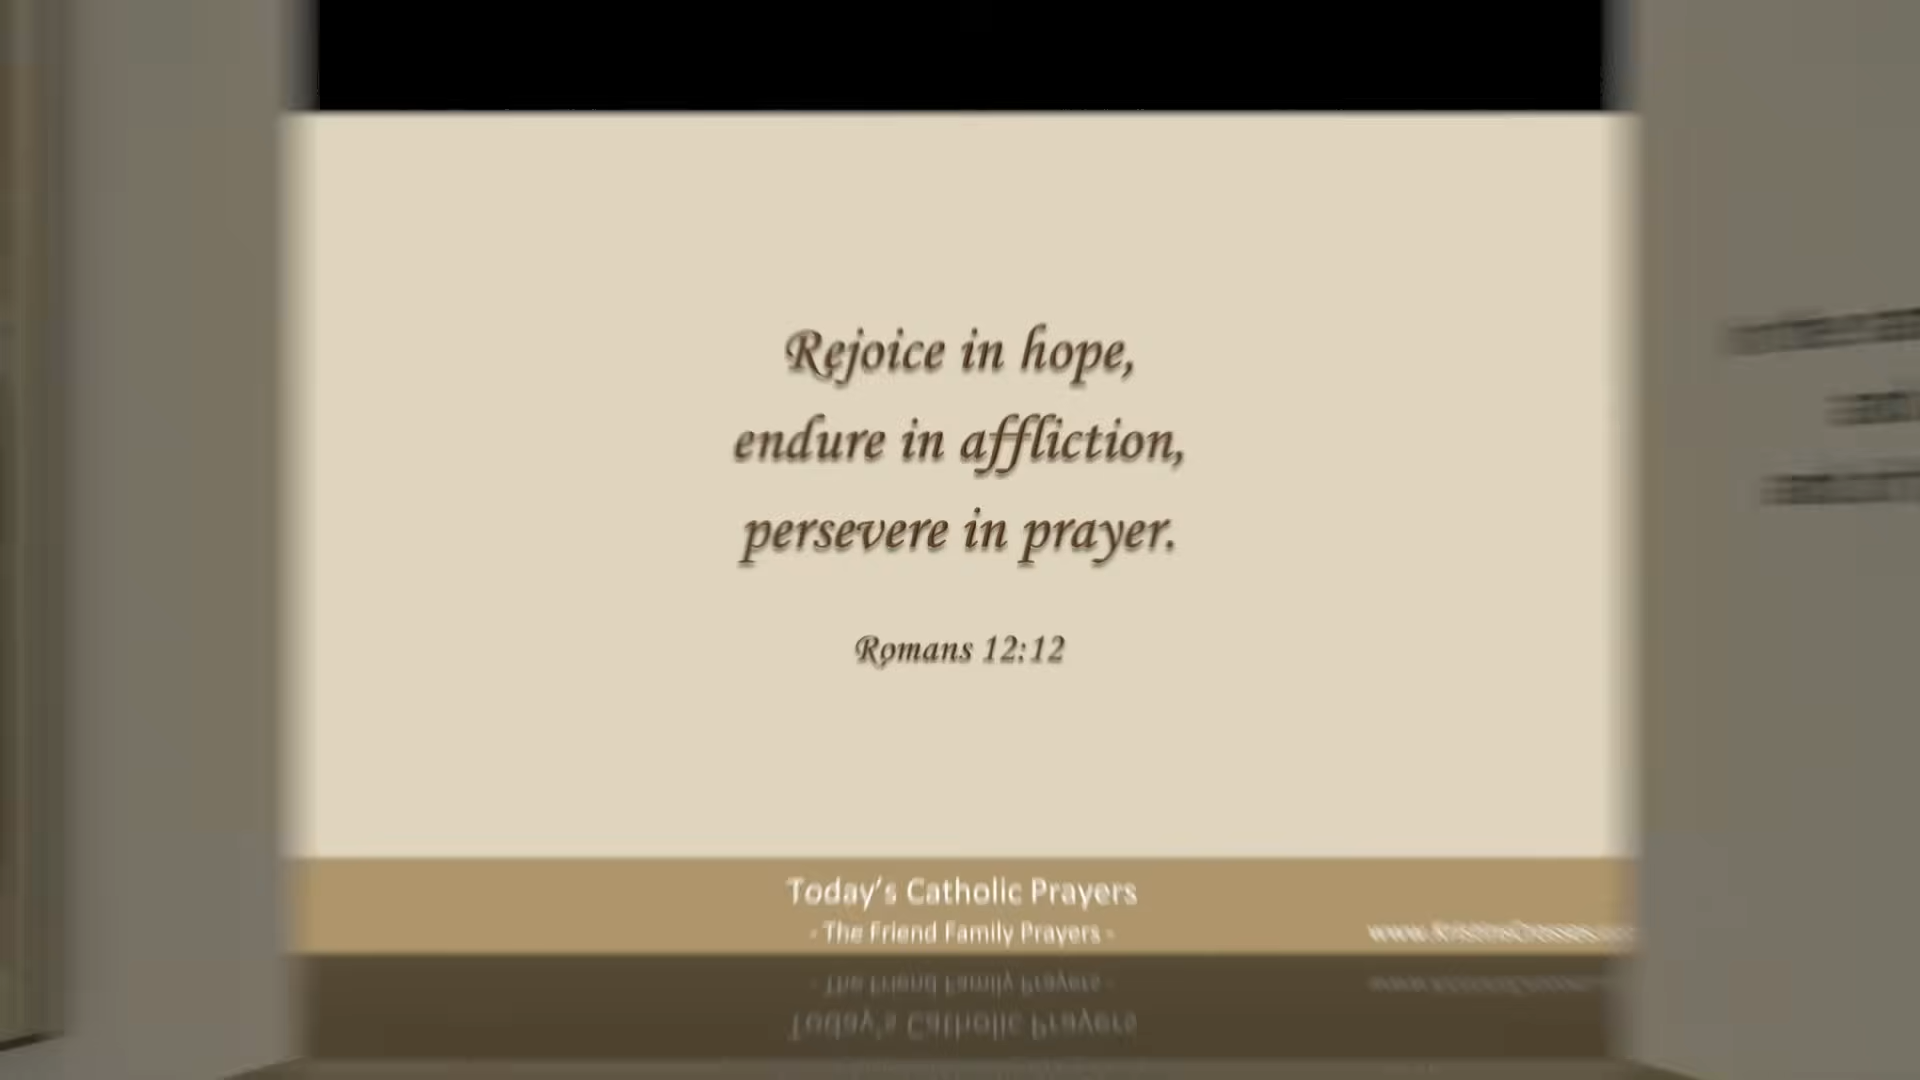 Rejoice in hope,
endure in affliction,
persevere in prayer.
Romans 12:12
Today's Catholic Prayers
- The Friend Family Prayers -